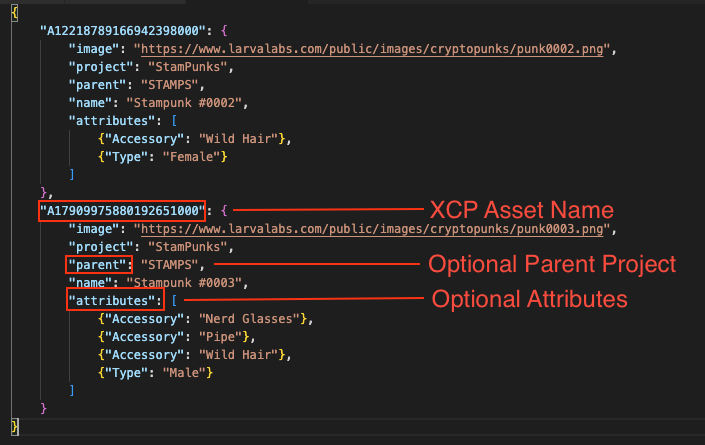 {
"A12218789166942398000": {
"image": "https://www.larvalabs.com/public/images/cryptopunks/punk0002.png",
"project": "StamPunks",
"parent": "STAMPS",
"name": "Stampunk #0002",
"attributes": [
{"Accessory": "Wild Hair"},
{"Type": "Female"}
]
},
"A17909975880192651000": { XCP Asset Name
"image": "https://www.larvalabs.com/public/images/cryptopunks/punk0003.png",
"project": "StamPunks",
"parent": "STAMPS", Optional Parent Project
"name": "Stampunk #0003",
"attributes": [ Optional Attributes
{"Accessory": "Nerd Glasses"},
{"Accessory": "Pipe"},
{"Accessory": "Wild Hair"},
{"Type": "Male"}
]
}
}